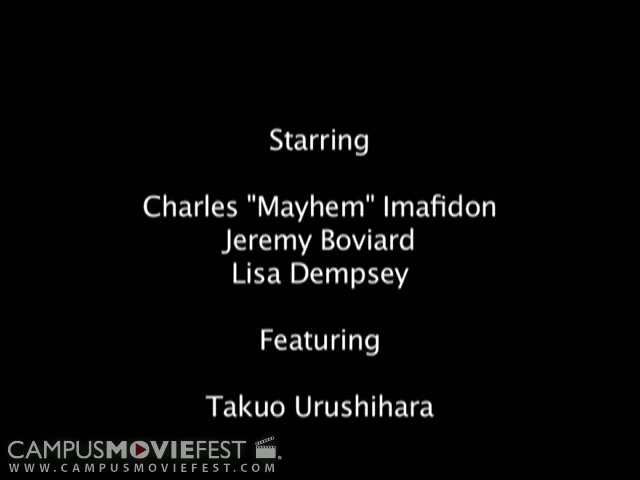 Starring
Charles "Mayhem" Imafidon
Jeremy Boviard
Lisa Dempsey
Featuring
Takuo Urushihara
CAMPUSMOVIEFEST
WWW.CAMPUSMOVIEFEST.COM